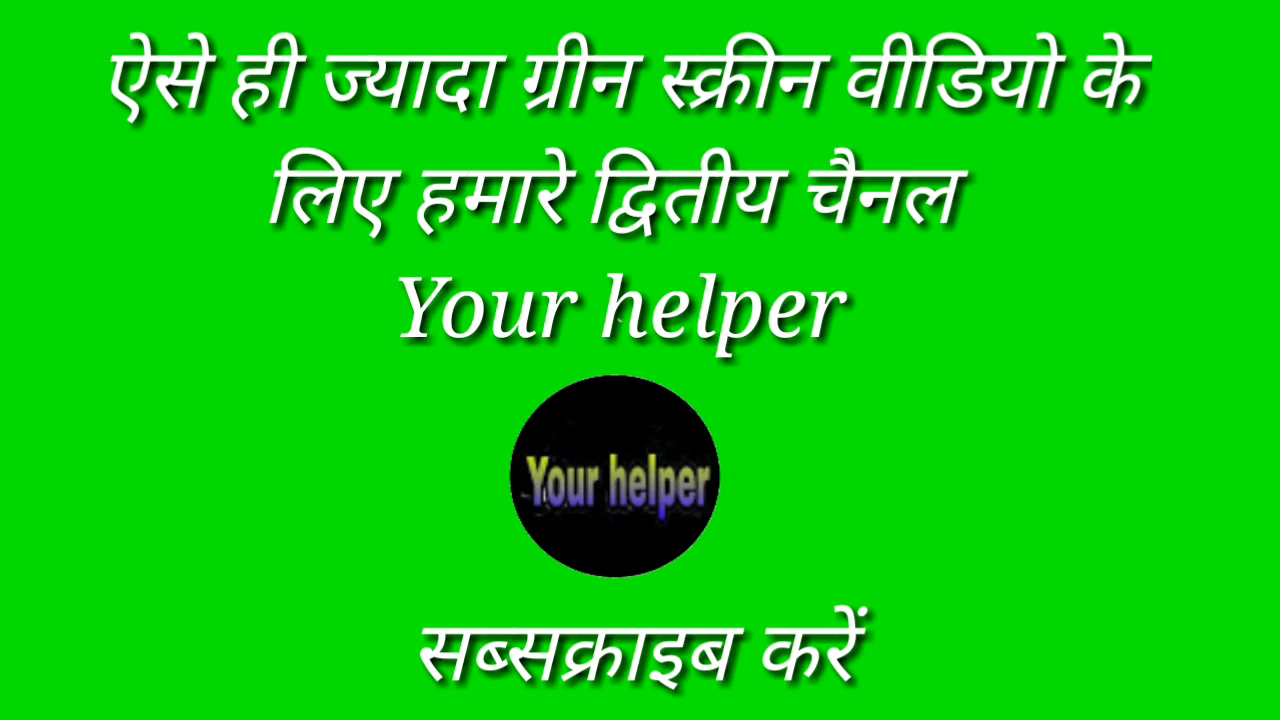 ऐसे ही ज्यादा ग्रीन स्क्रीन वीडियो के
लिए हमारे द्वितीय चैनल
Your helper
Your helper
सब्सक्राइब करें